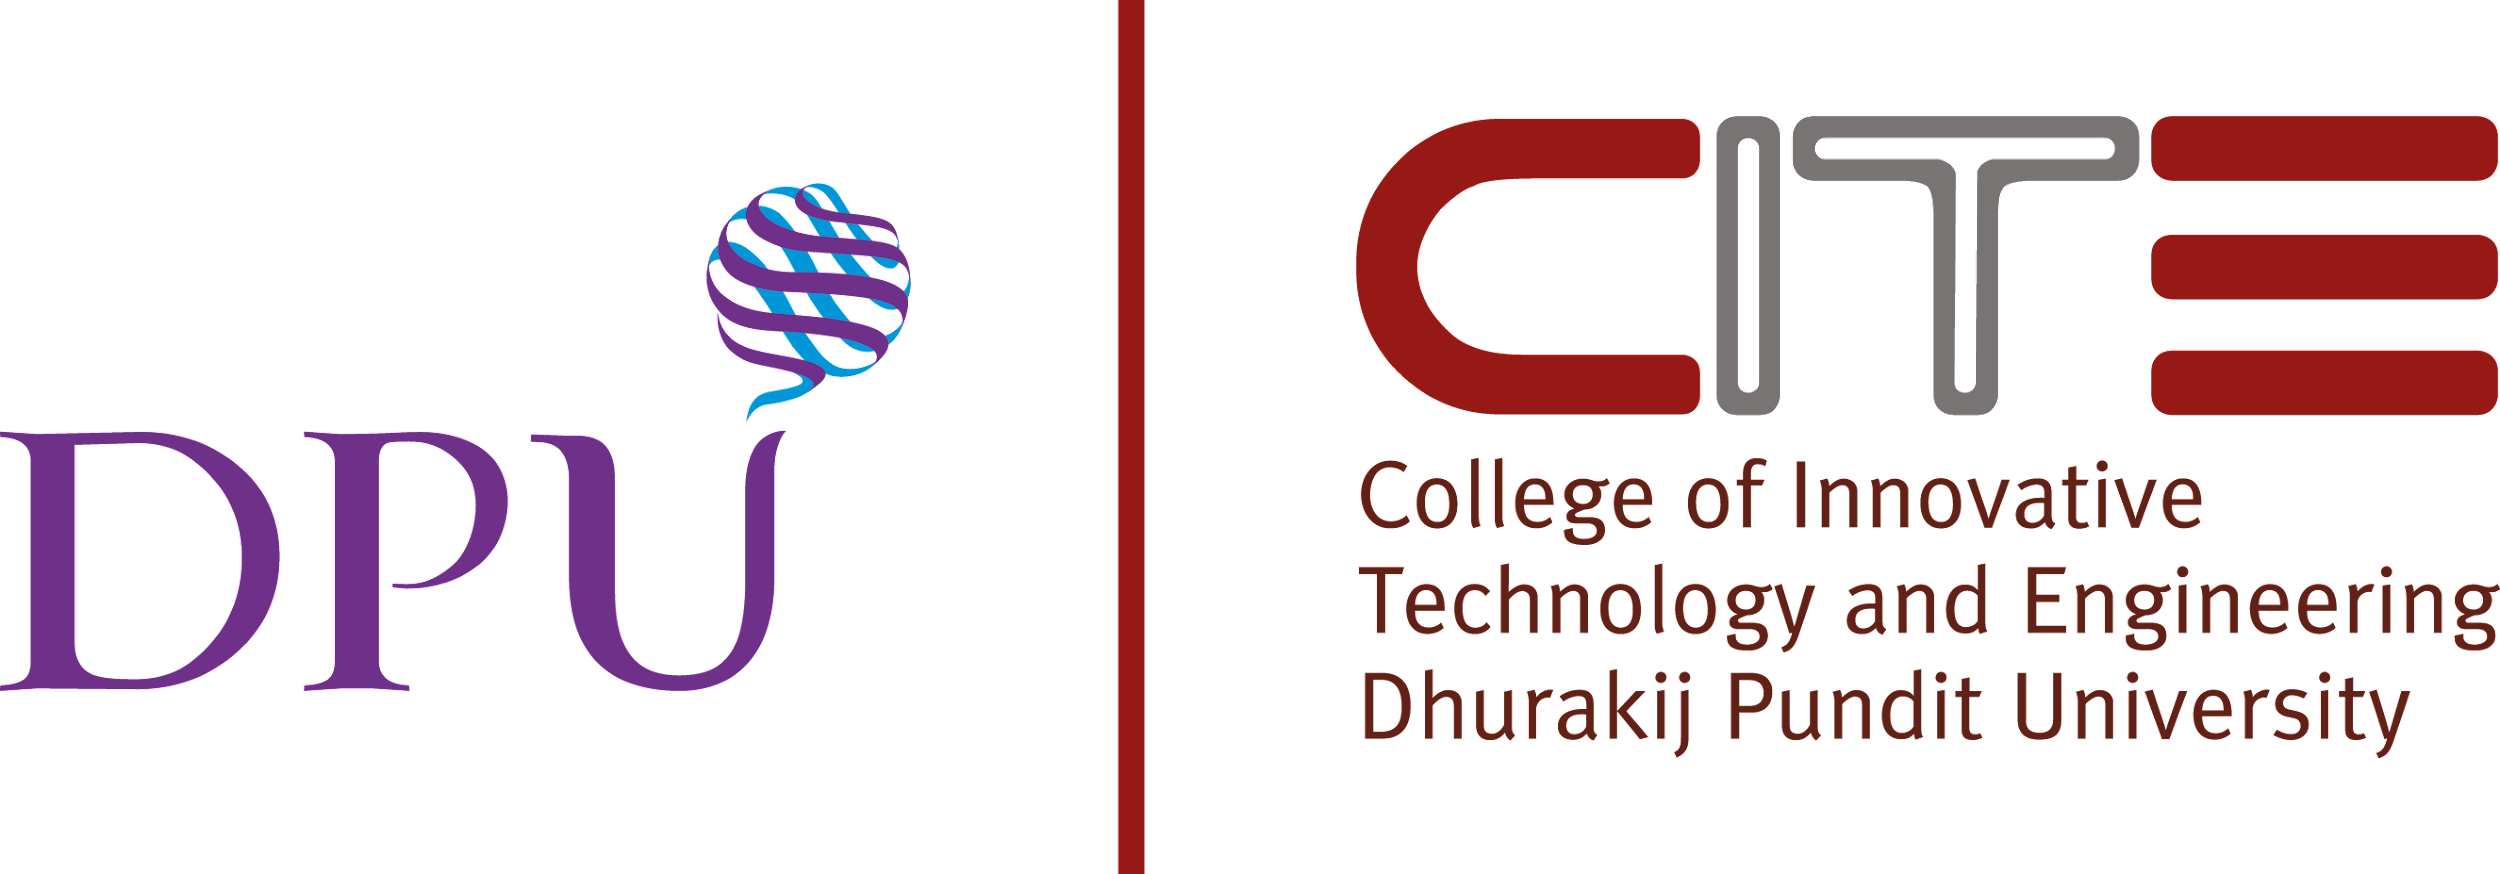 DPU
CITE
College of Innovative
Technology and Engineering
Dhurakij Pundit University